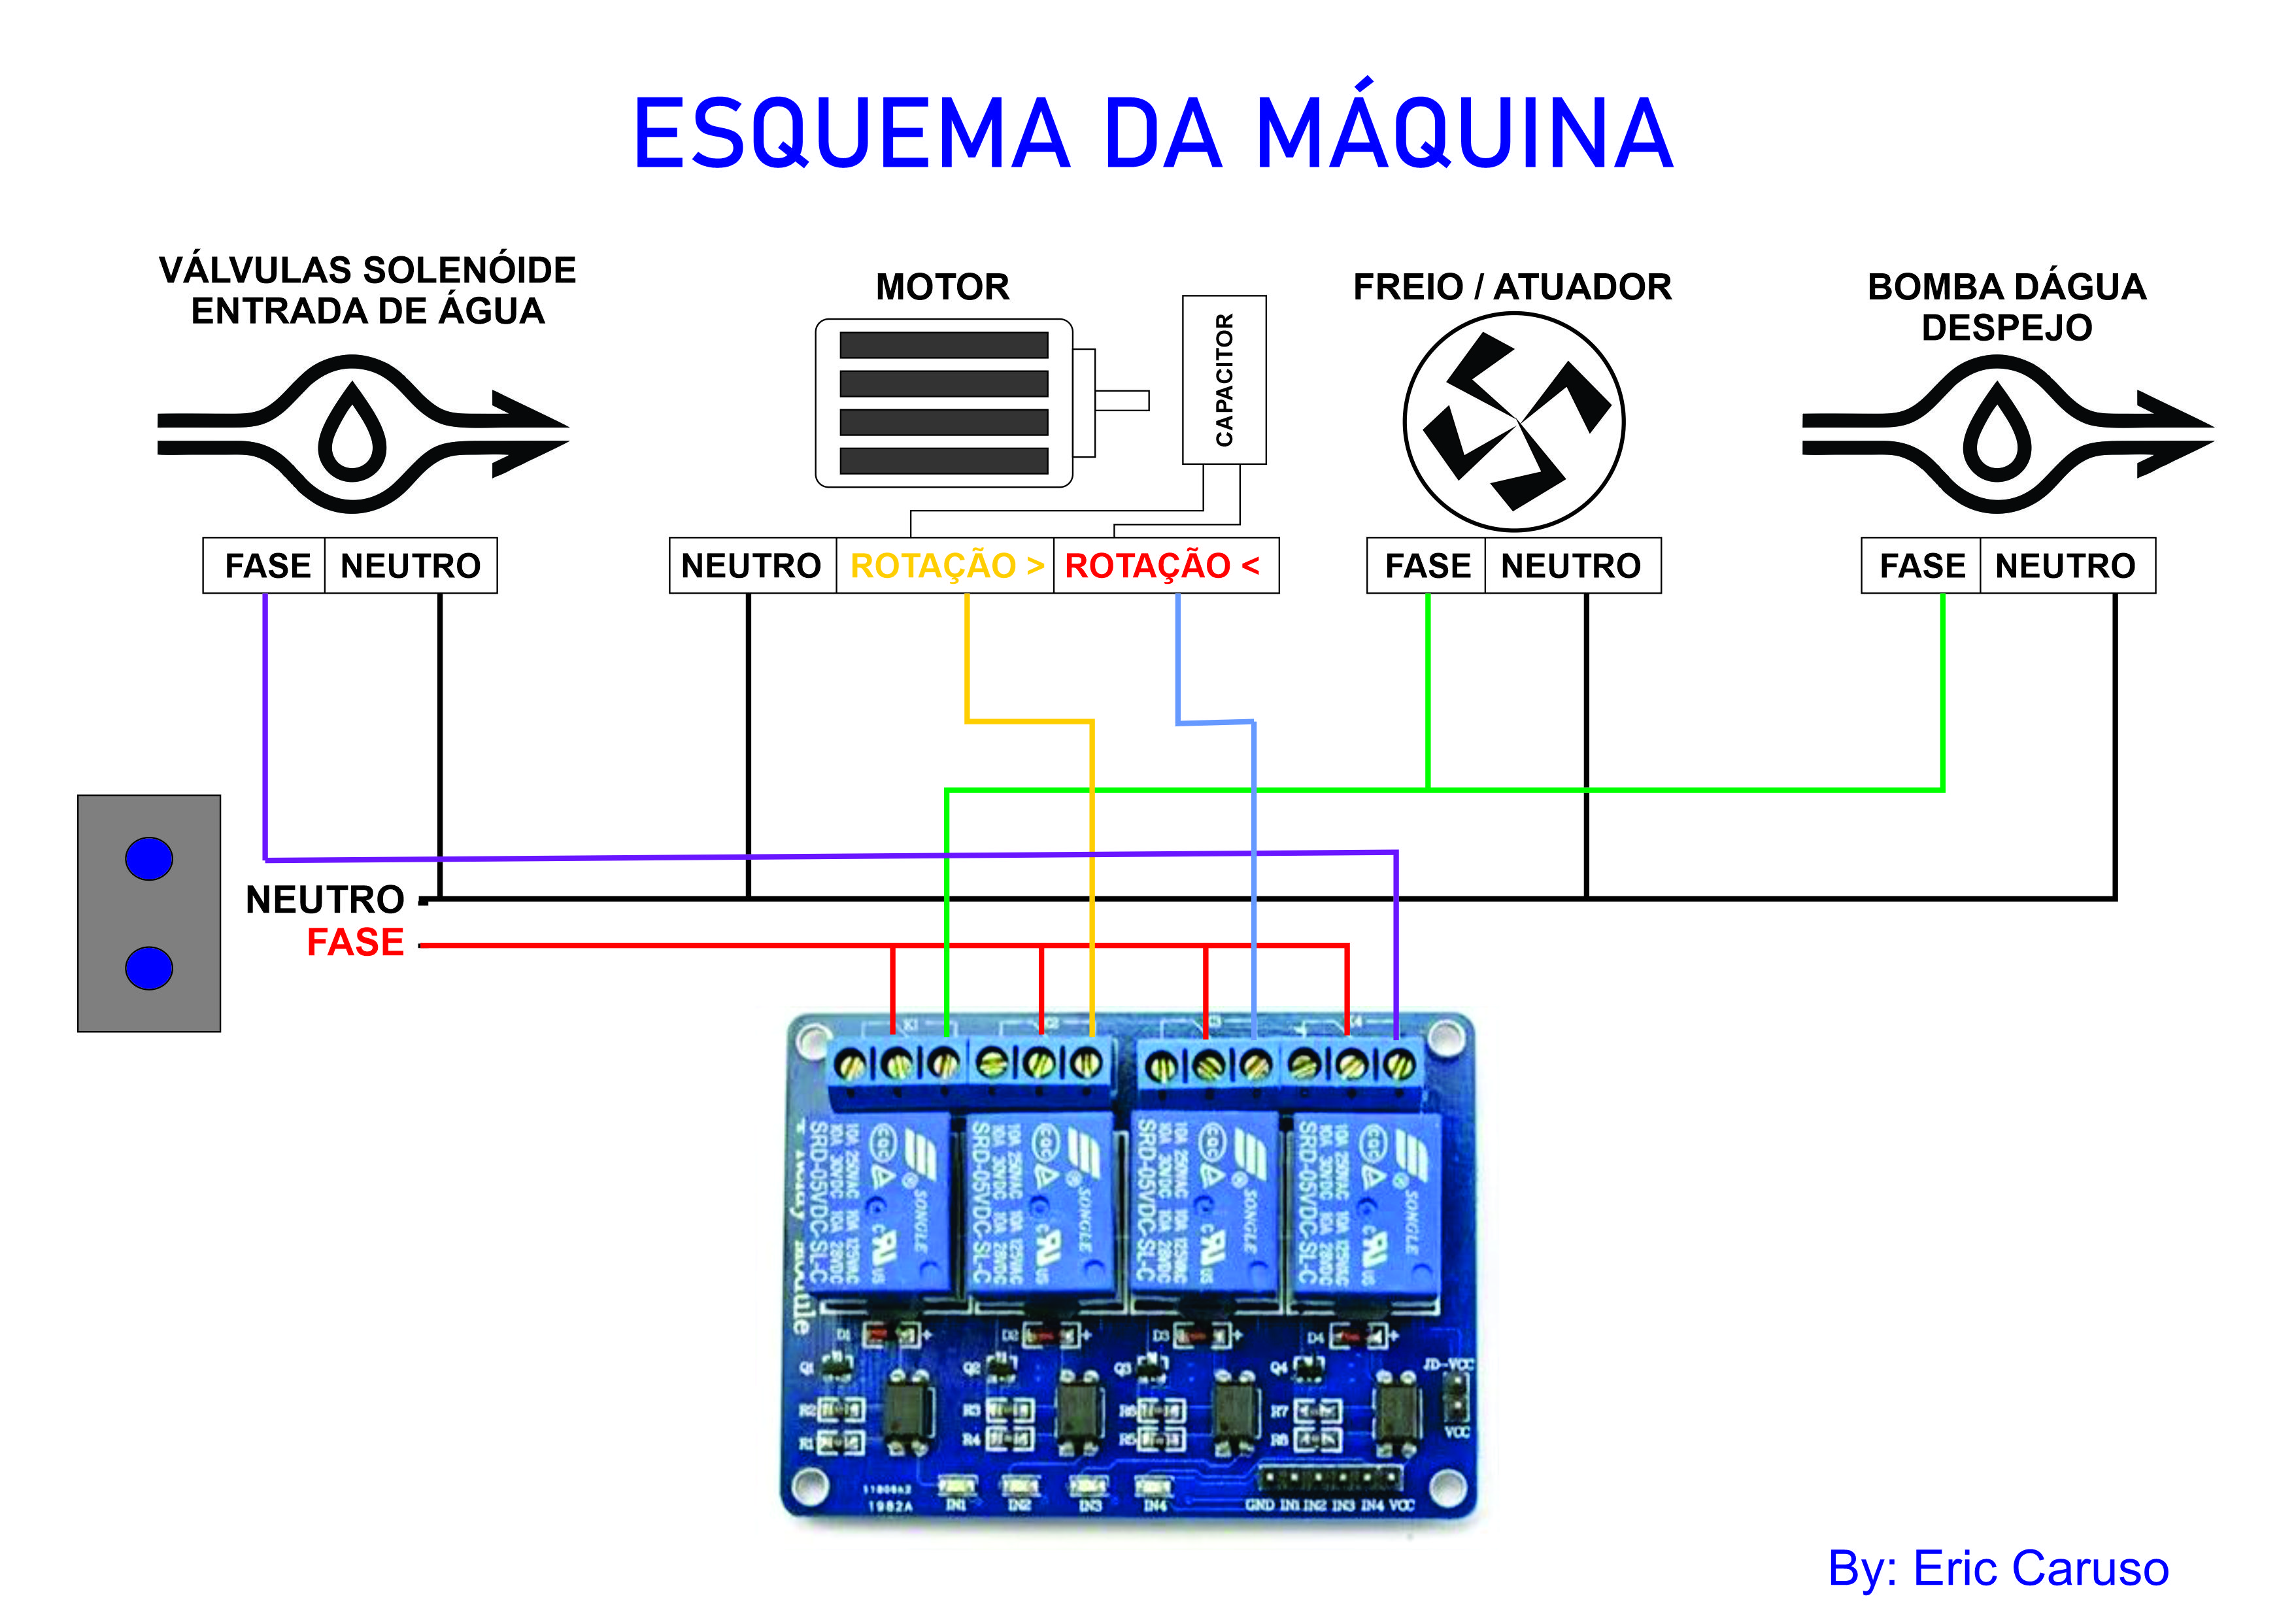 ESQUEMA DA MÁQUINA
VÁLVULAS SOLENÓIDE
ENTRADA DE ÁGUA
MOTOR
CAPACITOR
FREIO / ATUADOR
BOMBA DÁGUA
DESPEJO
FASE NEUTRO
NEUTRO ROTAÇÃO > ROTAÇÃO <
FASE NEUTRO
FASE NEUTRO
NEUTRO
FASE
10A 250VAC 10A 125VAC
10A 30VDC 10A 28VDC
SRD-05VDC-SL-C
SONGLE
10A 250VAC 10A 125VAC
10A 30VDC 10A 28VDC
SRD-05VDC-SL-C
SONGLE
10A 250VAC 10A 125VAC
10A 30VDC 10A 28VDC
SRD-05VDC-SL-C
SONGLE
10A 250VAC 10A 125VAC
10A 30VDC 10A 28VDC
SRD-05VDC-SL-C
SONGLE
D1 D2 D3 D4
Q1 Q2 Q3 Q4 JD-VCC
R2 R3 R6 R7
R1 R4 R5 R8 VCC
1982A IN1 IN2 IN3 IN4 GND IN1 IN2 IN3 IN4 VCC
By: Eric Caruso